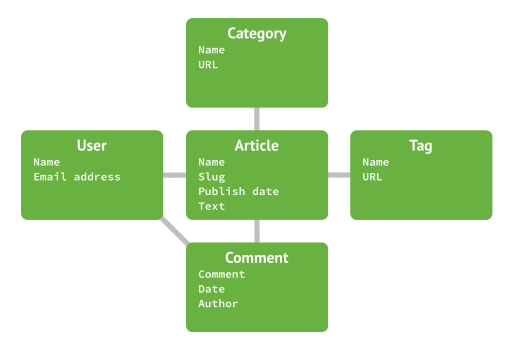 Category
Name
URL
User
Name
Email address
Article
Name
Slug
Publish date
Text
Tag
Name
URL
Comment
Comment
Date
Author